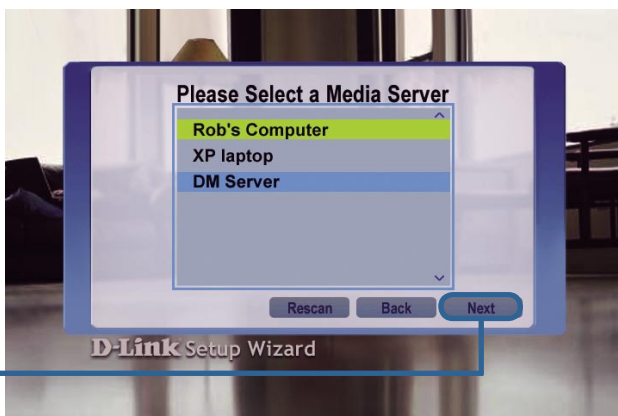 Please Select a Media Server
Rob's Computer
XP laptop
DM Server
Rescan Back Next
D-Link Setup Wizard